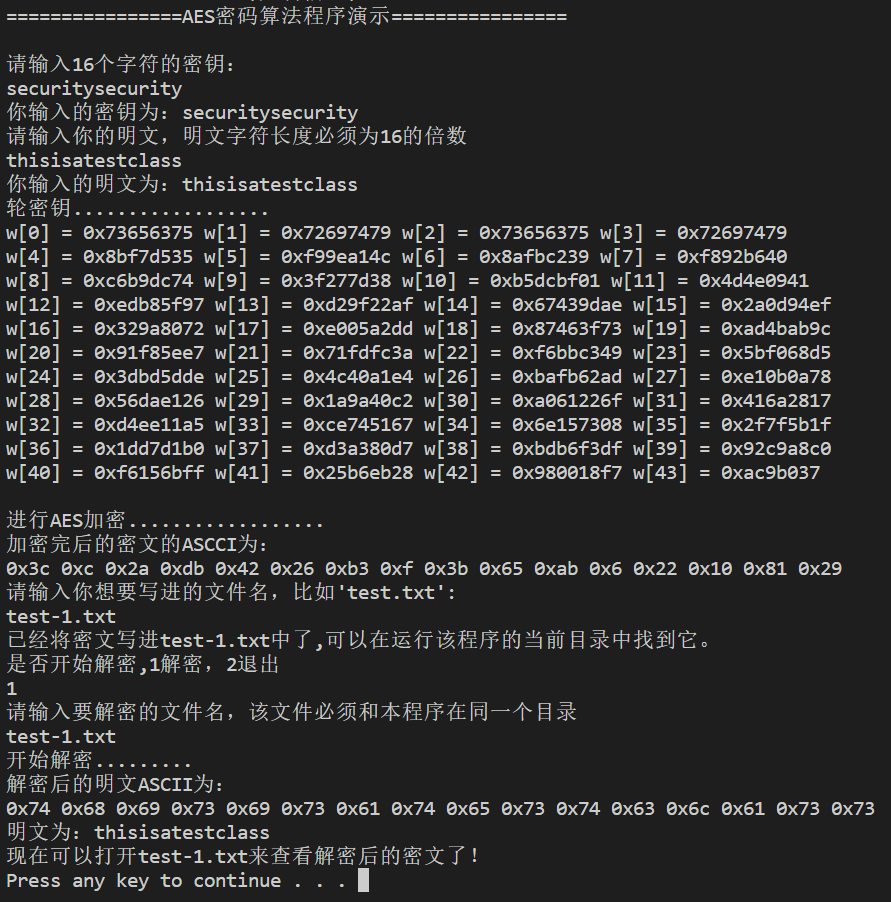 ================AES密码算法程序演示================
请输入16个字符的密钥：
securitysecurity
你输入的密钥为：securitysecurity
请输入你的明文，明文字符长度必须为16的倍数
thisisatestclass
你输入的明文为：thisisatestclass
轮密钥..................
w[0] = 0x73656375 w[1] = 0x72697479 w[2] = 0x73656375 w[3] = 0x72697479
w[4] = 0x8bf7d535 w[5] = 0xf99ea14c w[6] = 0x8afbc239 w[7] = 0xf892b640
w[8] = 0xc6b9dc74 w[9] = 0x3f277d38 w[10] = 0xb5dcbf01 w[11] = 0x4d4e0941
w[12] = 0xedb85f97 w[13] = 0xd29f22af w[14] = 0x67439dae w[15] = 0x2a0d94ef
w[16] = 0x329a8072 w[17] = 0xe005a2dd w[18] = 0x87463f73 w[19] = 0xad4bab9c
w[20] = 0x91f85ee7 w[21] = 0x71fdfc3a w[22] = 0xf6bbc349 w[23] = 0x5bf068d5
w[24] = 0x3dbd5dde w[25] = 0x4c40a1e4 w[26] = 0xbafb62ad w[27] = 0xe10b0a78
w[28] = 0x56dae126 w[29] = 0x1a9a40c2 w[30] = 0xa061226f w[31] = 0x416a2817
w[32] = 0xd4ee11a5 w[33] = 0xce745167 w[34] = 0x6e157308 w[35] = 0x2f7f5b1f
w[36] = 0x1dd7d1b0 w[37] = 0xd3a380d7 w[38] = 0xbdb6f3df w[39] = 0x92c9a8c0
w[40] = 0xf6156bff w[41] = 0x25b6eb28 w[42] = 0x980018f7 w[43] = 0xac9b037
进行AES加密..................
加密完后的密文的ASCCI为：
0x3c 0xc 0x2a 0xdb 0x42 0x26 0xb3 0xf 0x3b 0x65 0xab 0x6 0x22 0x10 0x81 0x29
请输入你想要写进的文件名，比如'test.txt':
test-1.txt
已经将密文写进test-1.txt中了,可以在运行该程序的当前目录中找到它。
是否开始解密,1解密，2退出
1
请输入要解密的文件名，该文件必须和本程序在同一个目录
test-1.txt
开始解密.........
解密后的明文ASCII为：
0x74 0x68 0x69 0x73 0x69 0x73 0x61 0x74 0x65 0x73 0x74 0x63 0x6c 0x61 0x73 0x73
明文为：thisisatestclass
现在可以打开test-1.txt来查看解密后的密文了！
Press any key to continue . . .